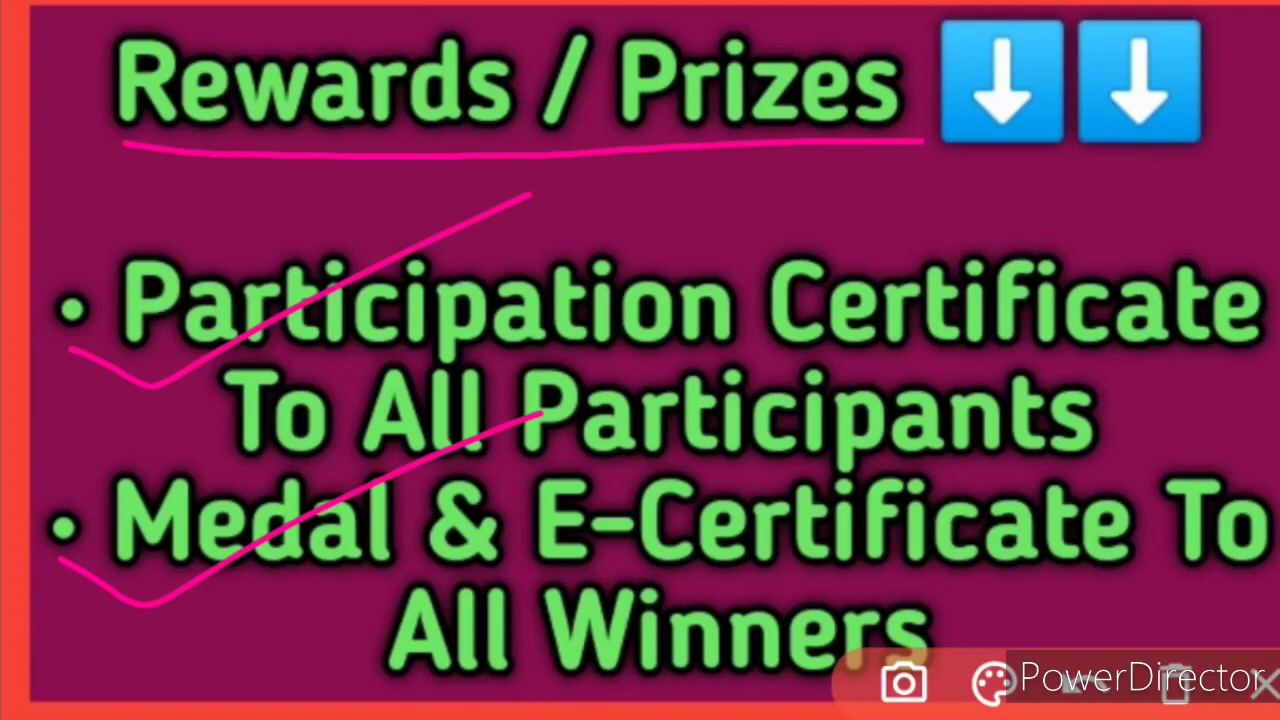 Rewards / Prizes ⬇️⬇️
• Participation Certificate
To All Participants
• Medal & E-Certificate To
All Winners
PowerDirector